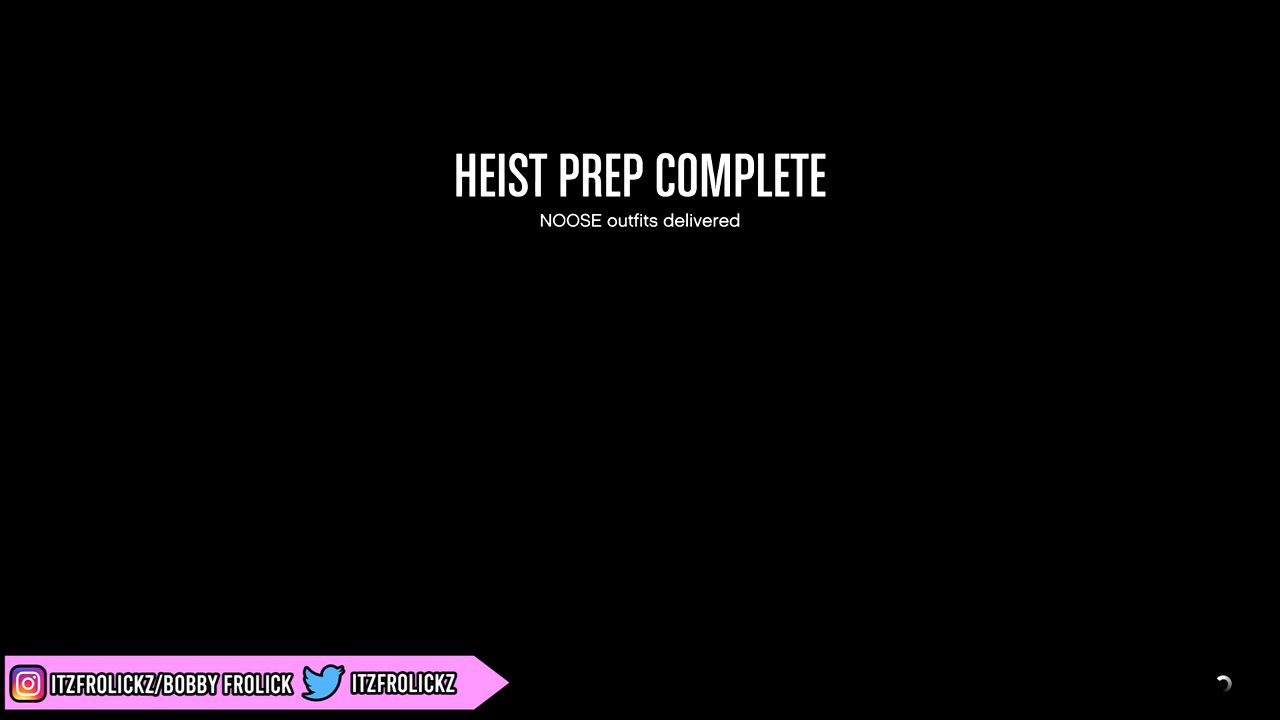 HEIST PREP COMPLETE
NOOSE outfits delivered
ITZFROLICKZ/BOBBY FROLICK ITZFROLICKZ